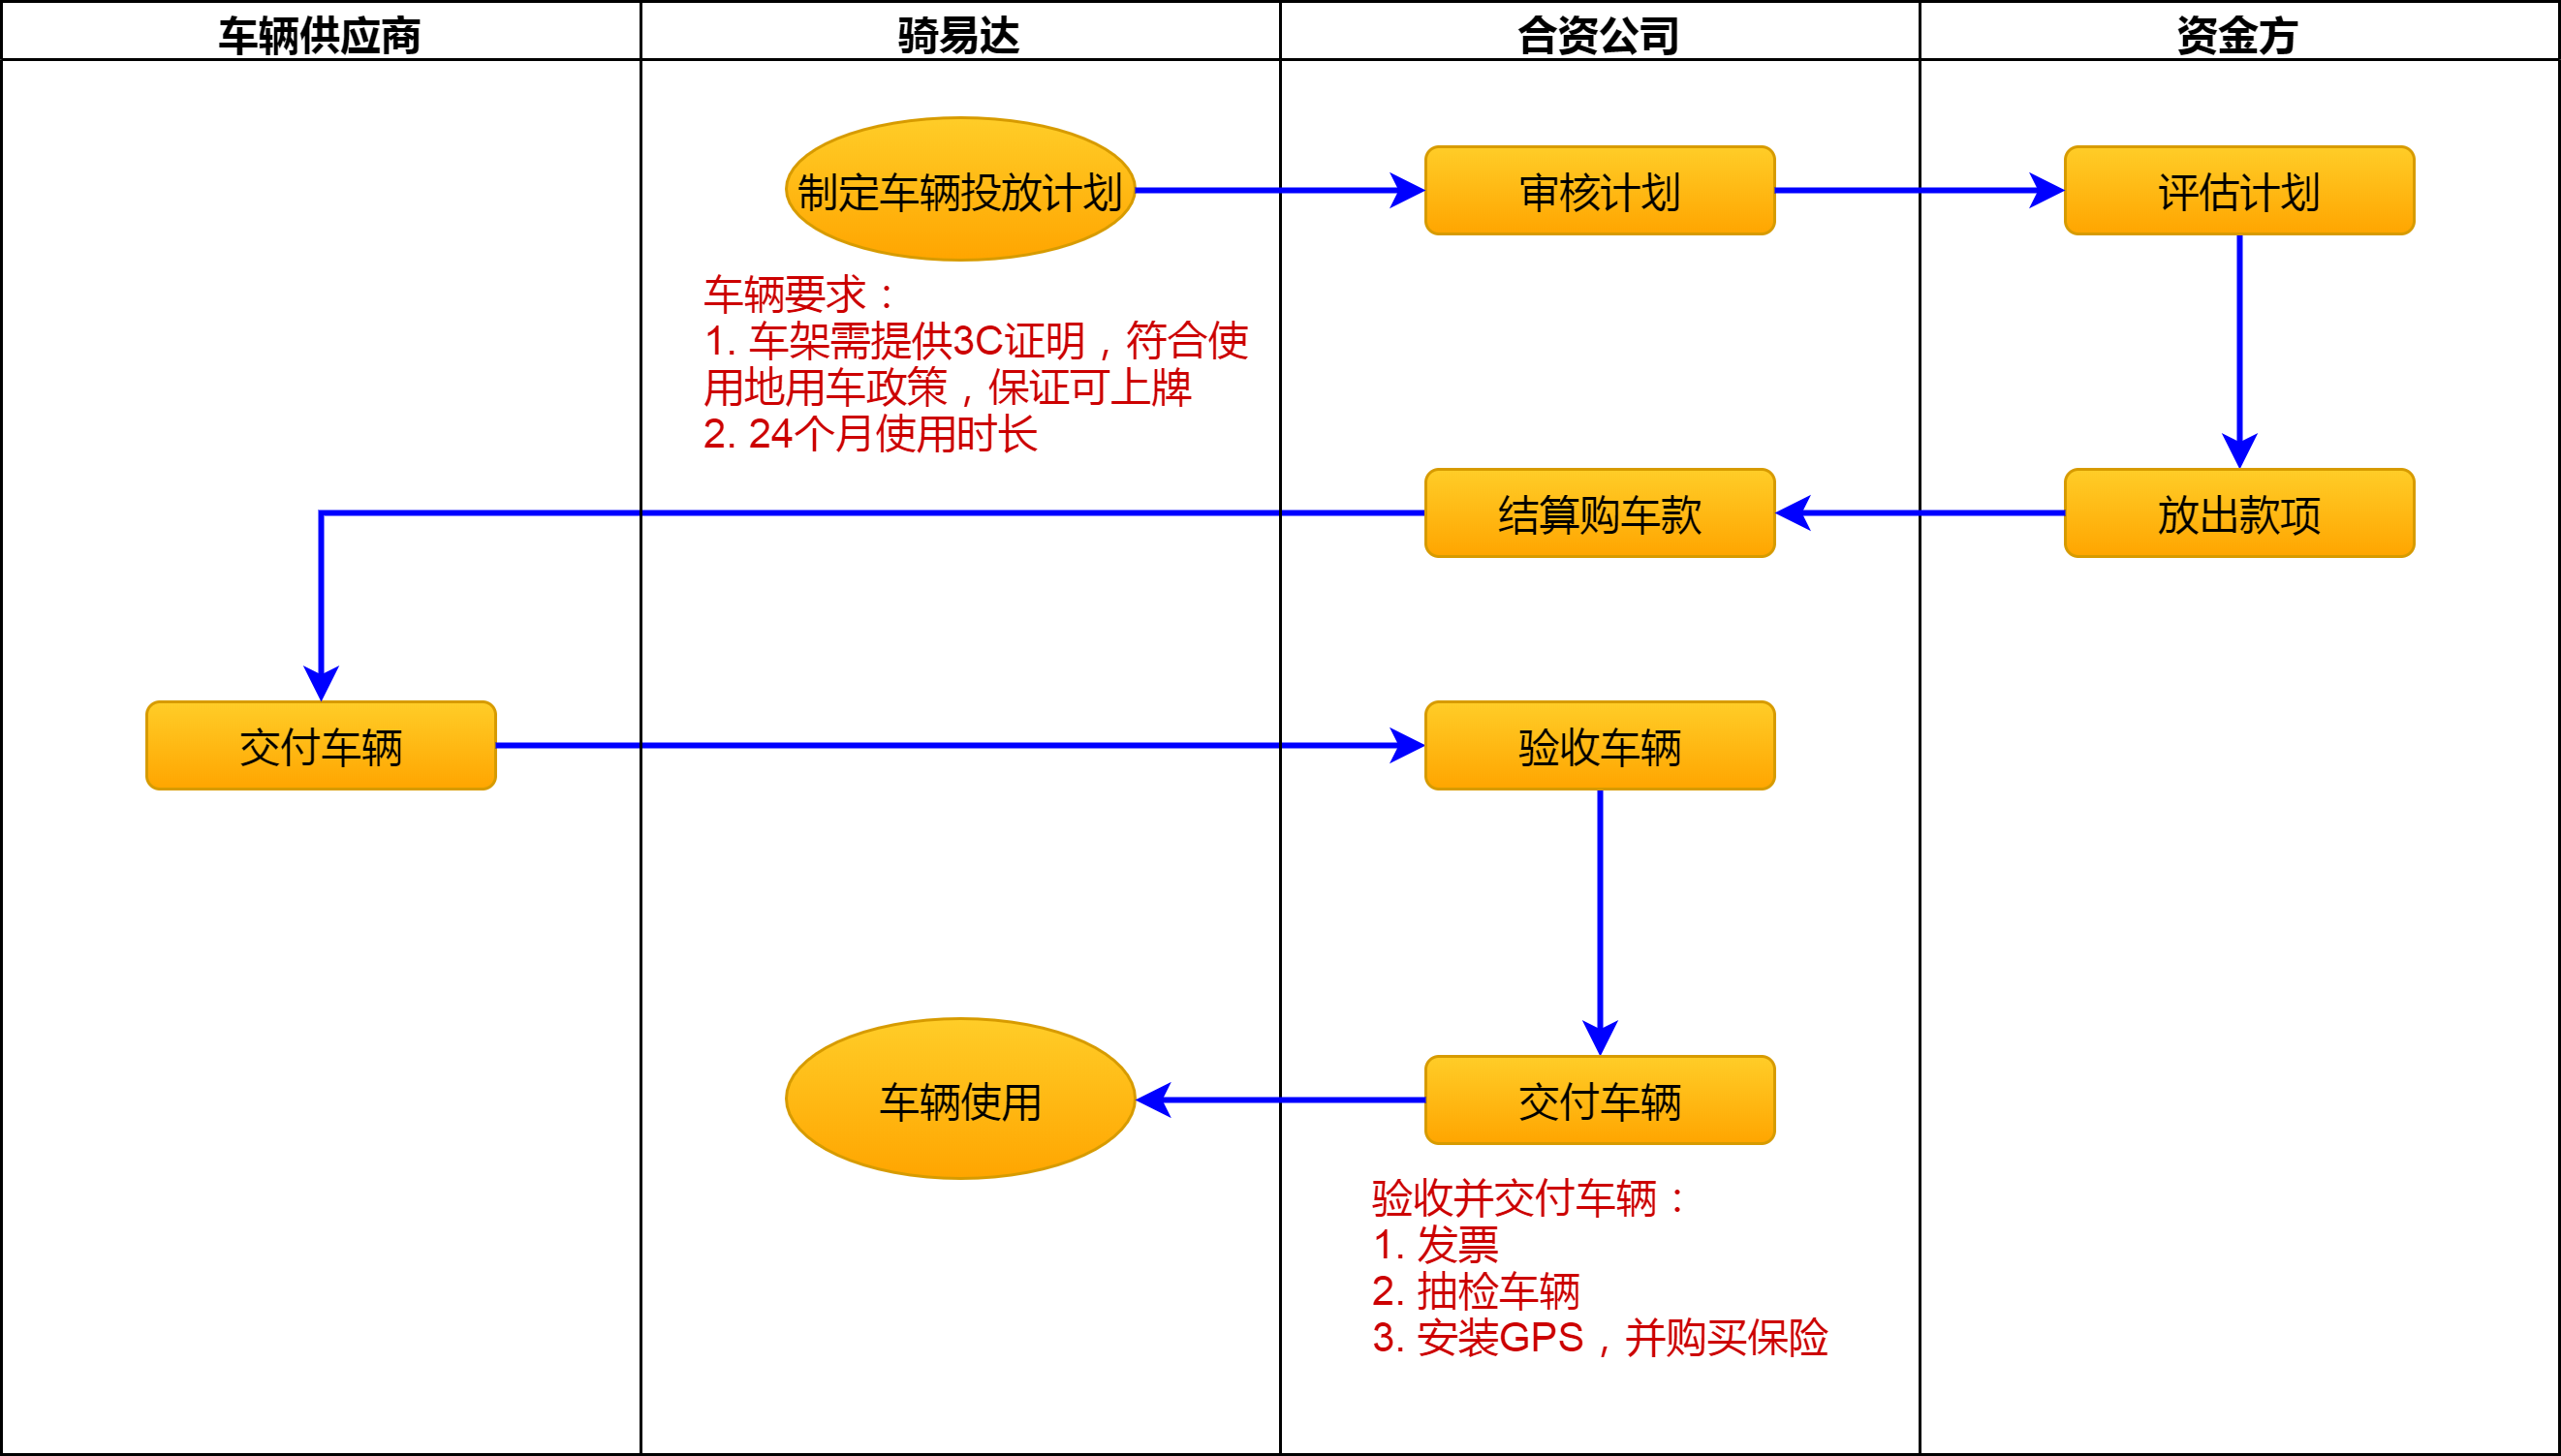 车辆供应商
骑易达
合资公司
资金方
制定车辆投放计划
审核计划
评估计划
车辆要求：
1. 车架需提供3C证明，符合使
用地用车政策，保证可上牌
2. 24个月使用时长
结算购车款
放出款项
交付车辆
验收车辆
车辆使用
交付车辆
验收并交付车辆：
1. 发票
2. 抽检车辆
3. 安装GPS，并购买保险